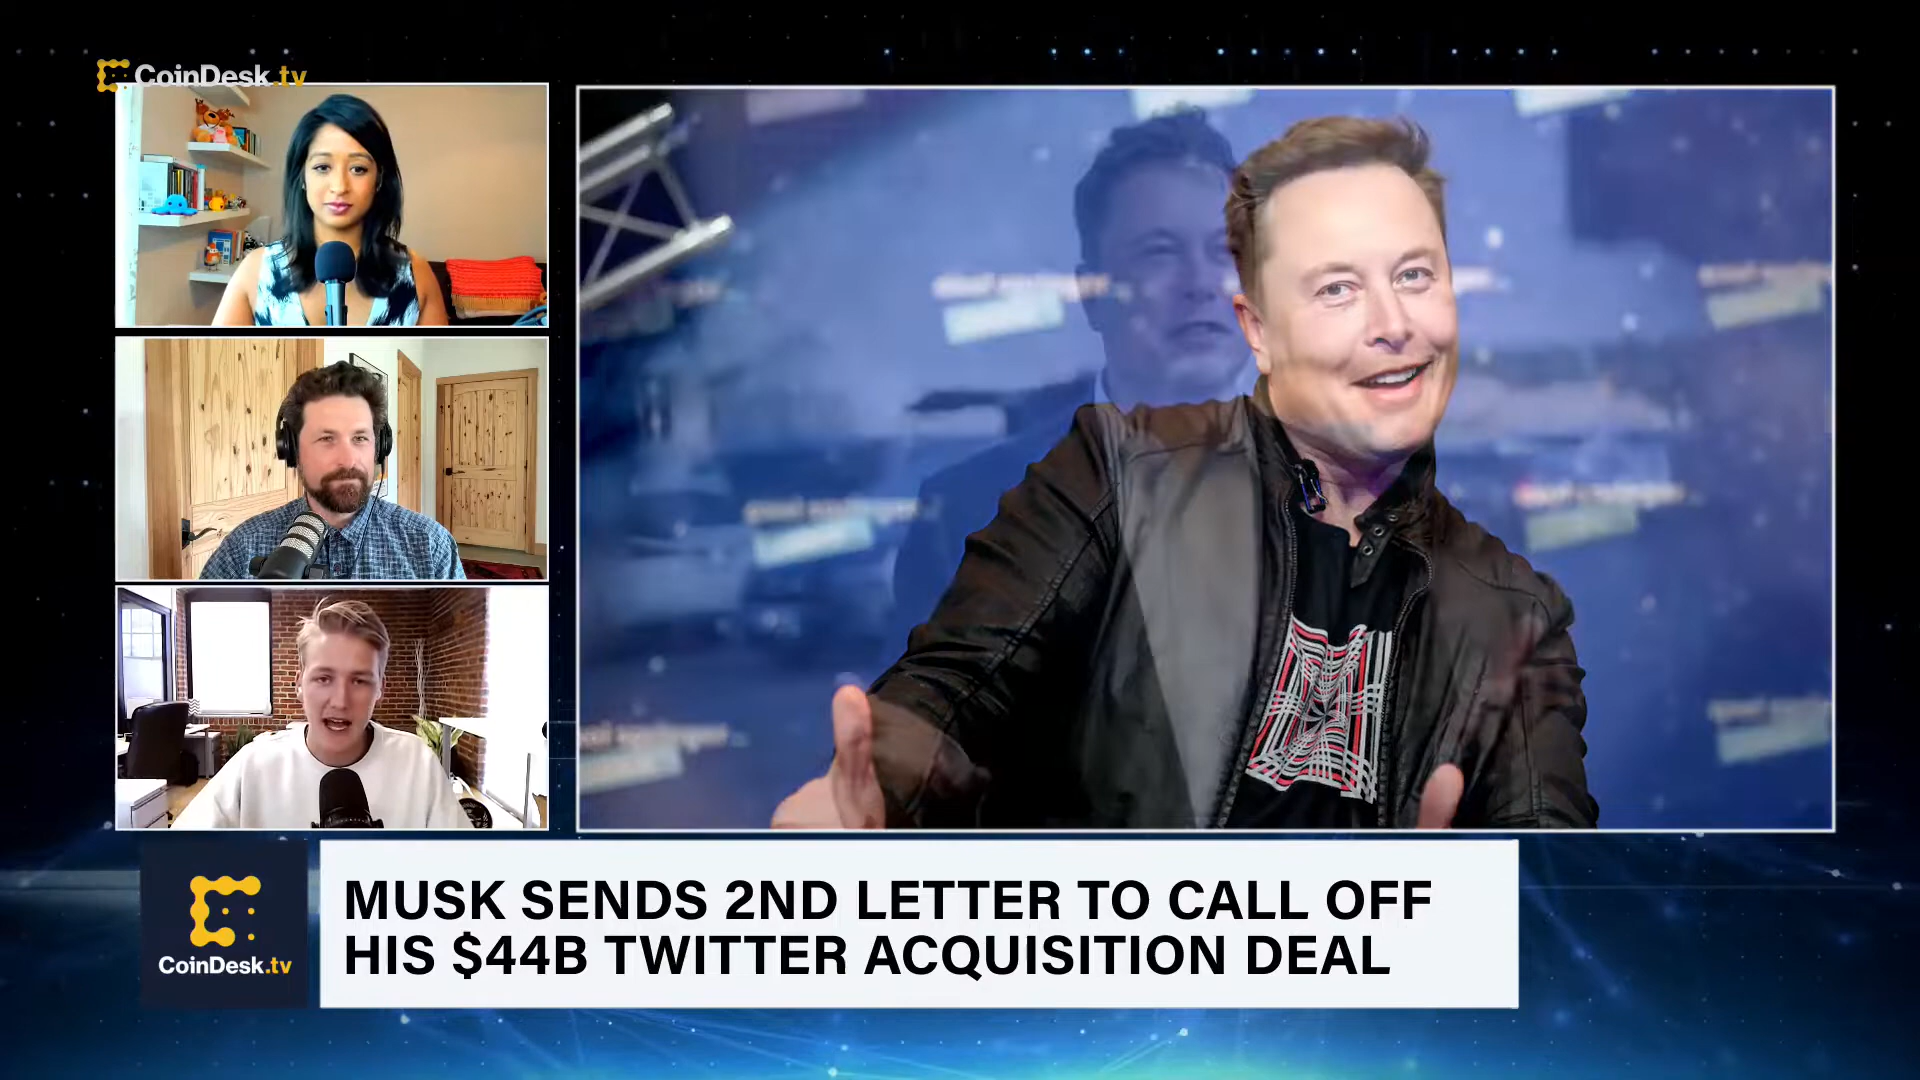 CoinDesk.tv
MUSK SENDS 2ND LETTER TO CALL OFF
HIS $44B TWITTER ACQUISITION DEAL
CoinDesk.tv